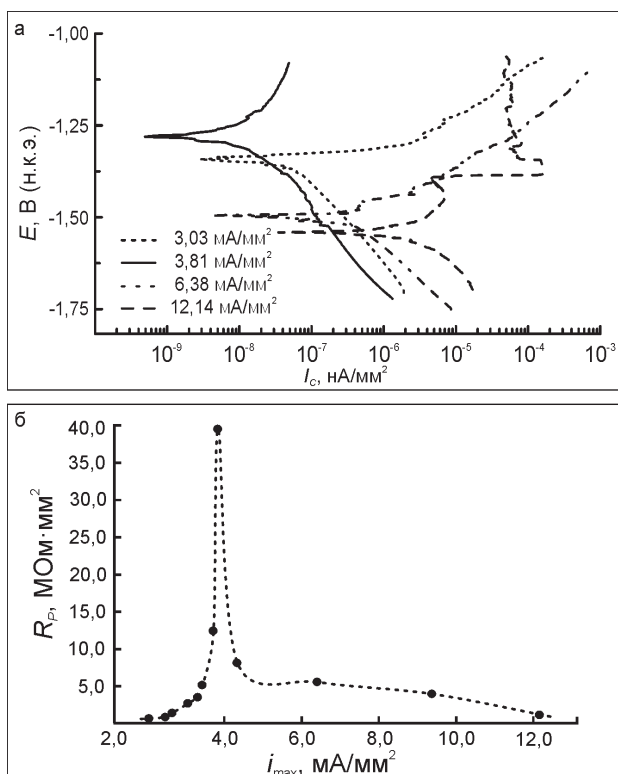 а
-1,00
-1,25
-1,50
-1,75
E, В (н.к.э.)
3,03 мА/мм²
3,81 мА/мм²
6,38 мА/мм²
12,14 мА/мм²
10⁻⁹ 10⁻⁸ 10⁻⁷ 10⁻⁶ 10⁻⁵ 10⁻⁴ 10⁻³
I_c, нА/мм²
б
40,0
35,0
30,0
25,0
20,0
15,0
10,0
5,0
R_P, МОм·мм²
2,0 4,0 6,0 8,0 10,0 12,0
i_max, мА/мм²